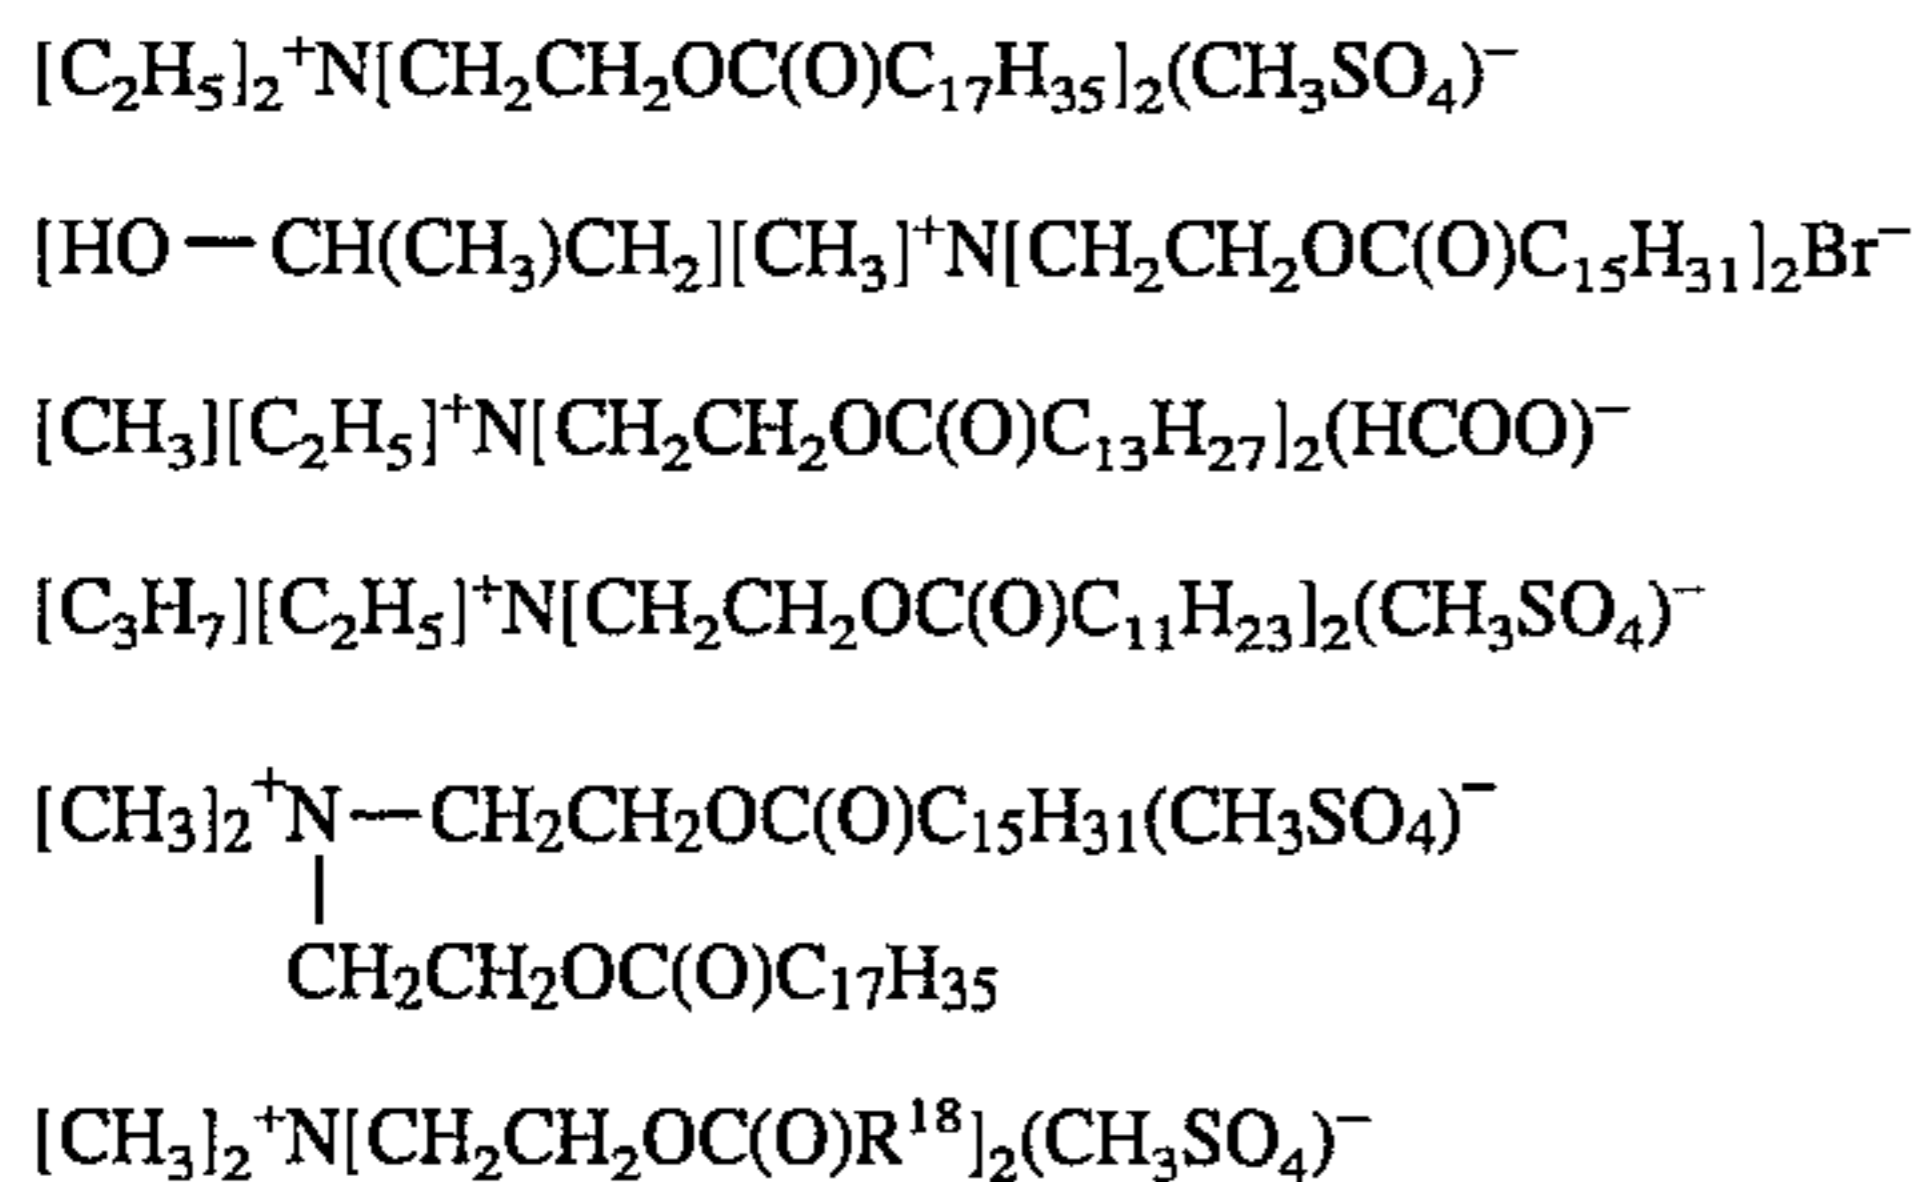 [C₂H₅]₂⁺N[CH₂CH₂OC(O)C₁₇H₃₅]₂(CH₃SO₄)⁻
[HO—CH(CH₃)CH₂][CH₃]⁺N[CH₂CH₂OC(O)C₁₅H₃₁]₂Br⁻
[CH₃][C₂H₅]⁺N[CH₂CH₂OC(O)C₁₃H₂₇]₂(HCOO)⁻
[C₃H₇][C₂H₅]⁺N[CH₂CH₂OC(O)C₁₁H₂₃]₂(CH₃SO₄)⁻
[CH₃]₂⁺N—CH₂CH₂OC(O)C₁₅H₃₁(CH₃SO₄)⁻
CH₂CH₂OC(O)C₁₇H₃₅
[CH₃]₂⁺N[CH₂CH₂OC(O)R¹⁸]₂(CH₃SO₄)⁻